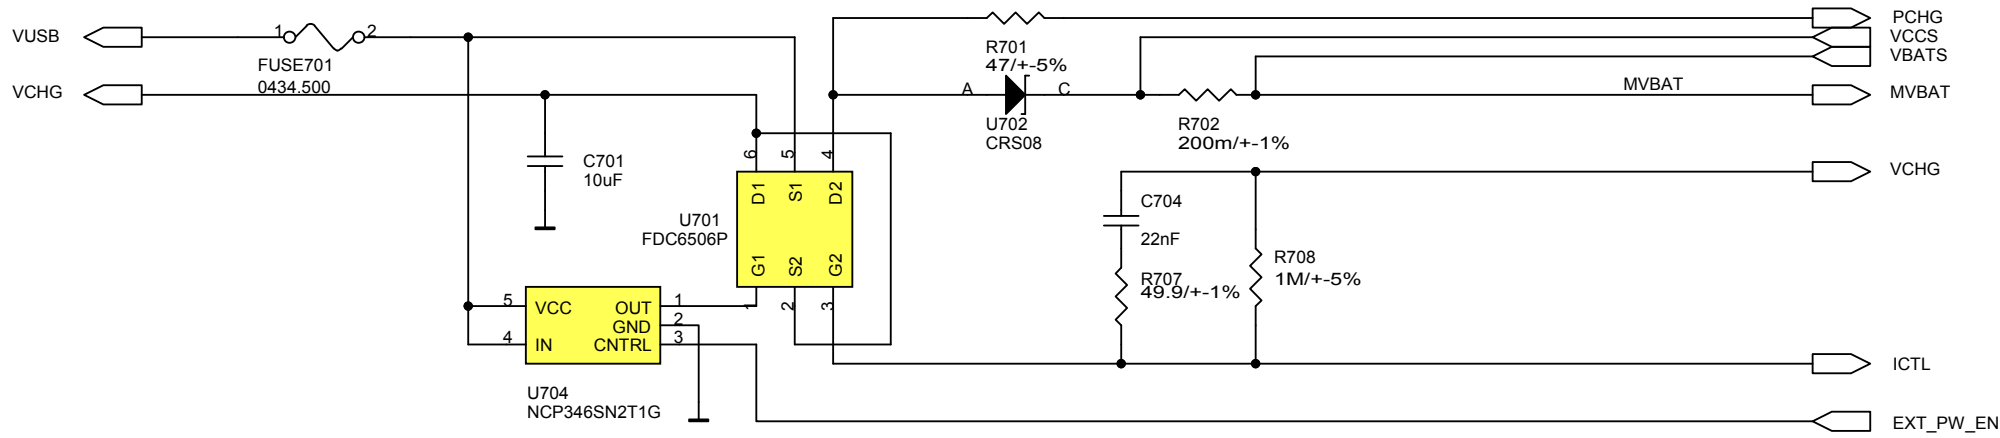 PCHG
VUSB
1
2
VCCS
R701
47/+-5%
VBATS
FUSE701
0434.500
VCHG
A
C
MVBAT
MVBAT
U702
CRS08
R702
200m/+-1%
C701
10uF
6
5
4
D1
S1
D2
VCHG
C704
22nF
U701
FDC6506P
G1
S2
G2
R707
49.9/+-1%
R708
1M/+-5%
5
VCC
OUT
1
1
2
3
GND
2
4
IN
CNTRL
3
ICTL
U704
NCP346SN2T1G
EXT_PW_EN